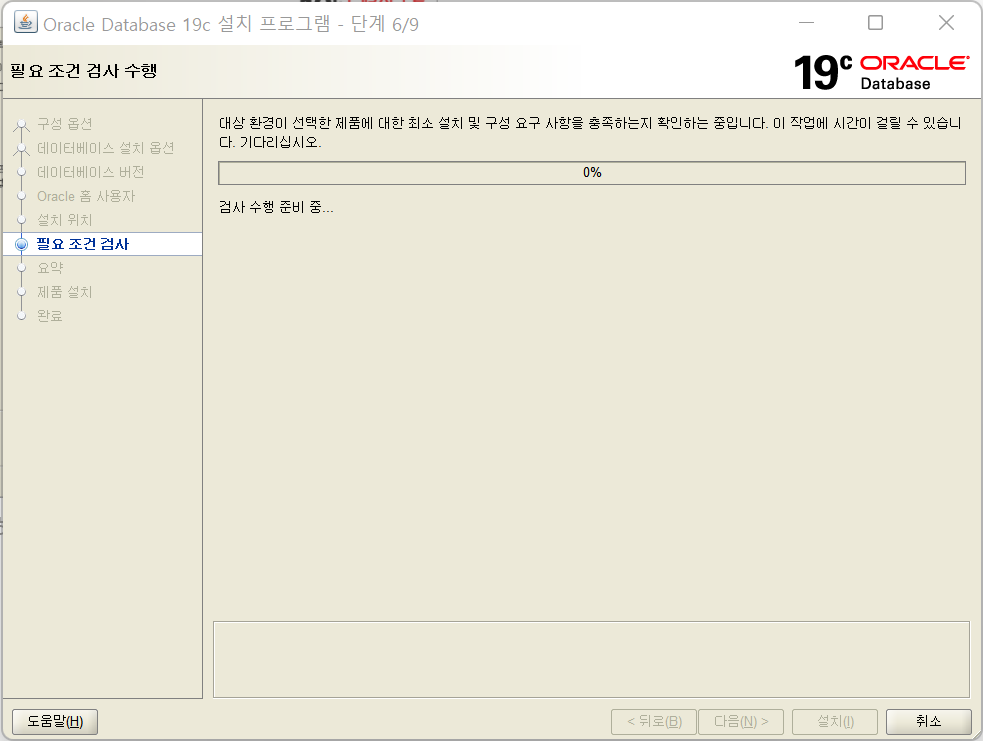 Oracle Database 19c 설치 프로그램 - 단계 6/9
필요 조건 검사 수행
19c ORACLE
Database
구성 옵션
데이터베이스 설치 옵션
데이터베이스 버전
Oracle 홈 사용자
설치 위치
필요 조건 검사
요약
제품 설치
완료
대상 환경이 선택한 제품에 대한 최소 설치 및 구성 요구 사항을 충족하는지 확인하는 중입니다. 이 작업에 시간이 걸릴 수 있습니
다. 기다리십시오.
0%
검사 수행 준비 중...
도움말(H)
< 뒤로(B)
다음(N) >
설치(I)
취소